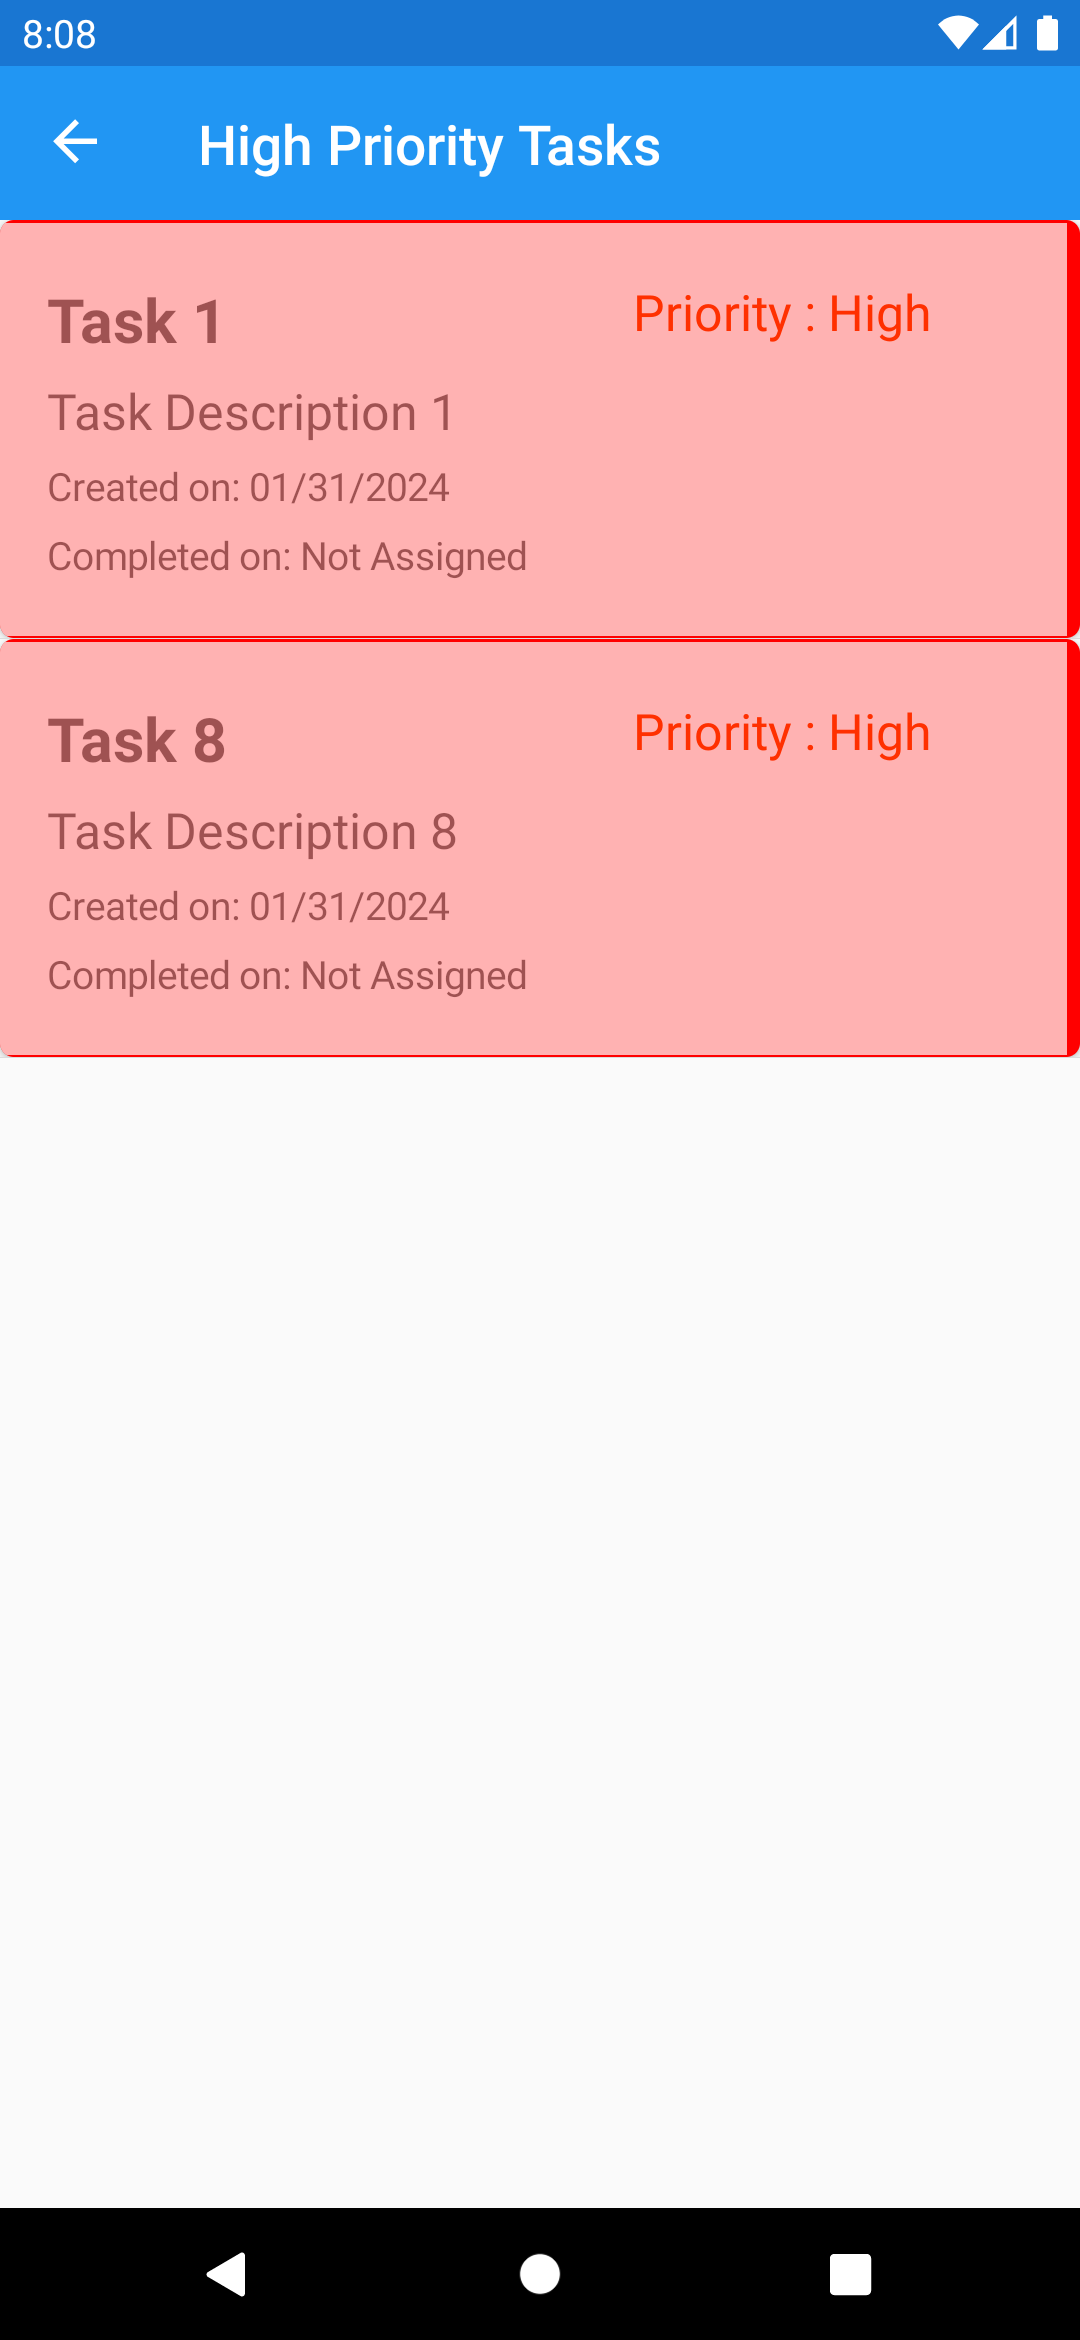 8:08
High Priority Tasks
Task 1
Priority : High
Task Description 1
Created on: 01/31/2024
Completed on: Not Assigned
Task 8
Priority : High
Task Description 8
Created on: 01/31/2024
Completed on: Not Assigned